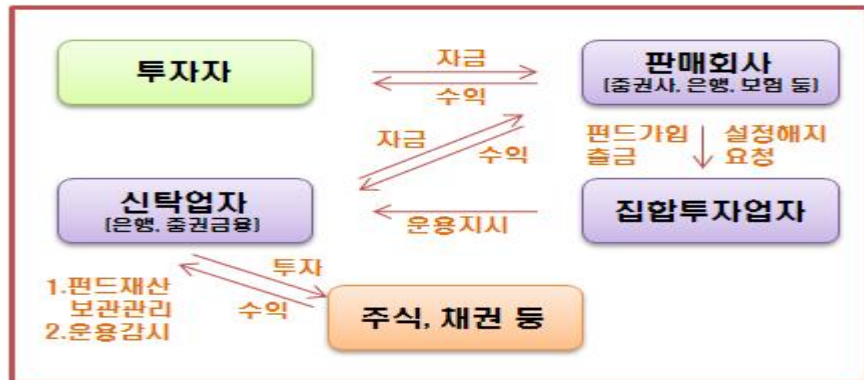 투자자
자금
수익
판매회사
(증권사, 은행, 보험 등)
자금
수익
펀드가입
출금
설정해지
요청
신탁업자
(은행, 증권금융)
운용지시
집합투자업자
1.펀드재산
보관관리
2.운용감시
투자
수익
주식, 채권 등